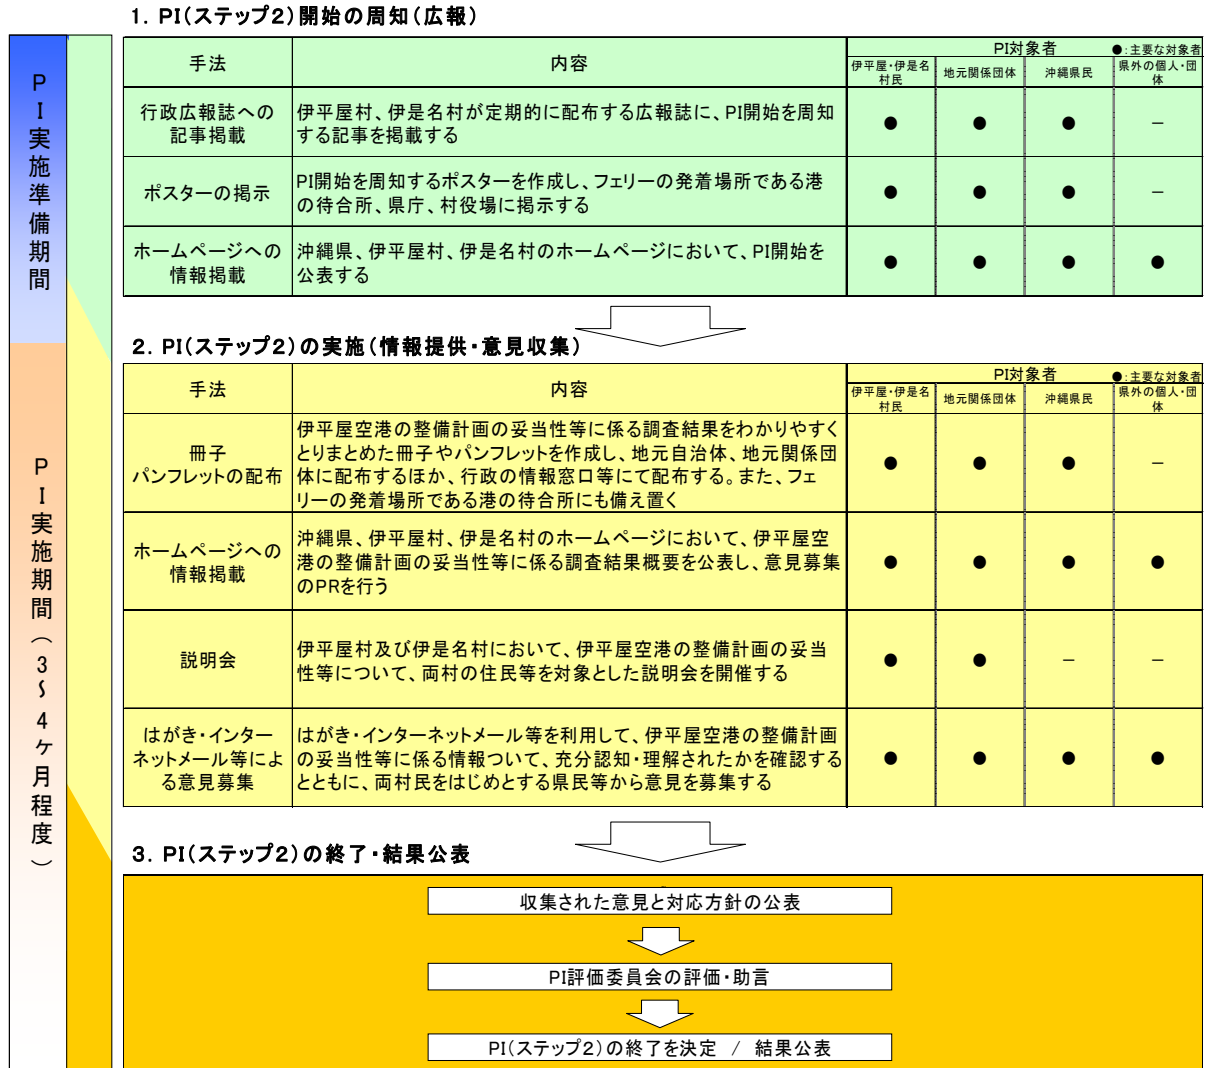 1. PI(ステップ2)開始の周知(広報)
PI実施準備期間
手法
内容
PI対象者
●:主要な対象者
伊平屋・伊是名
村民
地元関係団体
沖縄県民
県外の個人・団
体
行政広報誌への
記事掲載
伊平屋村、伊是名村が定期的に配布する広報誌に、PI開始を周知
する記事を掲載する
● ● ● －
ポスターの掲示
PI開始を周知するポスターを作成し、フェリーの発着場所である港
の待合所、県庁、村役場に掲示する
● ● ● －
ホームページへの
情報掲載
沖縄県、伊平屋村、伊是名村のホームページにおいて、PI開始を
公表する
● ● ● ●
2. PI(ステップ2)の実施(情報提供・意見収集)
PI実施期間(3～4ヶ月程度)
手法
内容
PI対象者
●:主要な対象者
伊平屋・伊是名
村民
地元関係団体
沖縄県民
県外の個人・団
体
冊子
パンフレットの配布
伊平屋空港の整備計画の妥当性等に係る調査結果をわかりやすく
とりまとめた冊子やパンフレットを作成し、地元自治体、地元関係団
体に配布するほか、行政の情報窓口等にて配布する。また、フェ
リーの発着場所である港の待合所にも備え置く
● ● ● －
ホームページへの
情報掲載
沖縄県、伊平屋村、伊是名村のホームページにおいて、伊平屋空
港の整備計画の妥当性等に係る調査結果概要を公表し、意見募集
のPRを行う
● ● ● ●
説明会
伊平屋村及び伊是名村において、伊平屋空港の整備計画の妥当
性等について、両村の住民等を対象とした説明会を開催する
● ● － －
はがき・インター
ネットメール等によ
る意見募集
はがき・インターネットメール等を利用して、伊平屋空港の整備計画
の妥当性等に係る情報ついて、充分認知・理解されたかを確認する
とともに、両村民をはじめとする県民等から意見を募集する
● ● ● ●
3. PI(ステップ2)の終了・結果公表
収集された意見と対応方針の公表
PI評価委員会の評価・助言
PI(ステップ2)の終了を決定 / 結果公表